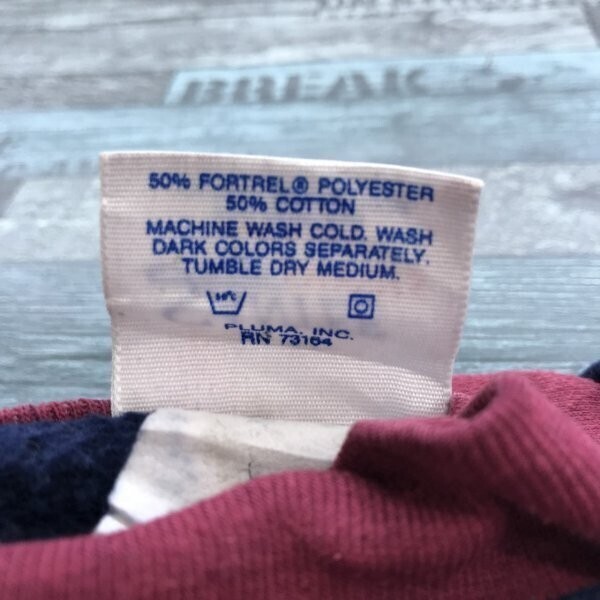 BREAK
50% FORTREL® POLYESTER
50% COTTON
MACHINE WASH COLD. WASH
DARK COLORS SEPARATELY.
TUMBLE DRY MEDIUM.
PLUMA, INC.
RN 73164